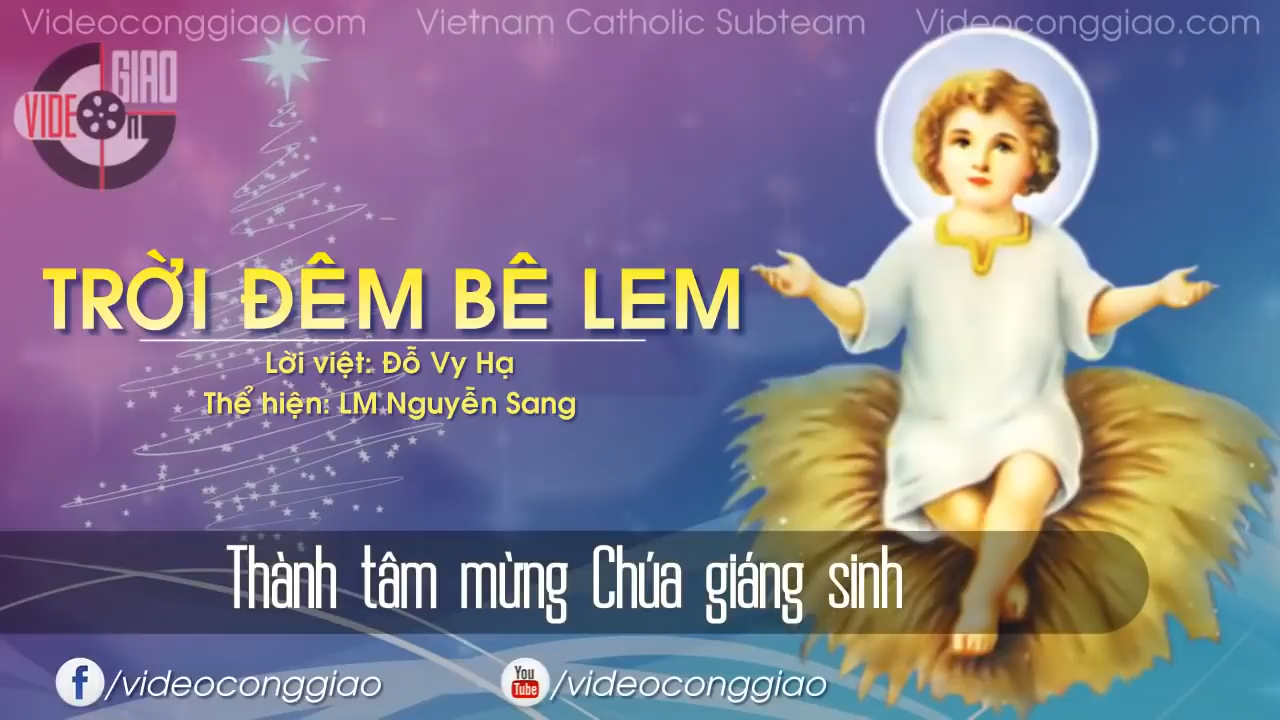 Videoconggiao.com Vietnam Catholic Subteam Videoconggiao.com
GIAO
VIDE
TRỜI ĐÊM BÊ LEM
Lời việt: Đỗ Vy Hạ
Thể hiện: LM.Nguyễn Sang
Thành tâm mừng Chúa giáng sinh
f /videoconggiao You Tube /videoconggiao